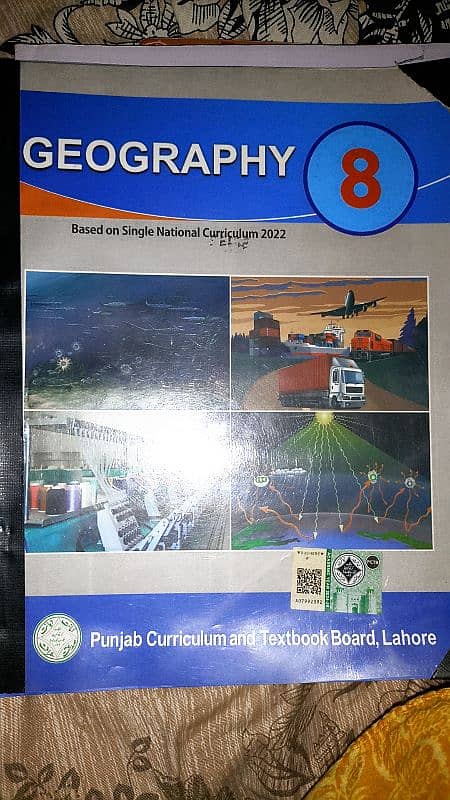 GEOGRAPHY 8
Based on Single National Curriculum 2022
Punjab Curriculum and Textbook Board, Lahore